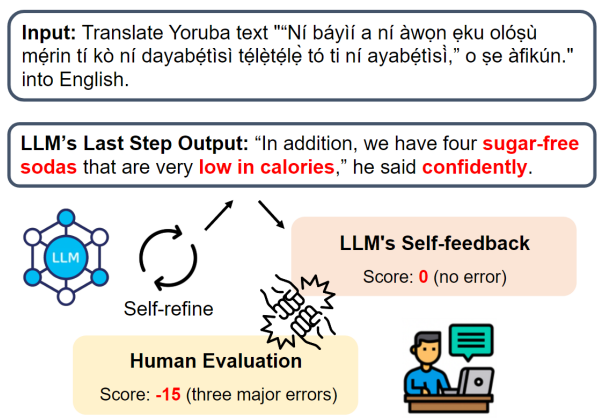 Input: Translate Yoruba text "“Ní báyìí a ní àwọn ẹku olóṣù
mẹ́rin tí kò ní dayabẹ́tìsì tẹ́lẹ̀tẹ́lẹ̀ tó ti ní ayabẹ́tìsì,” o ṣe àfikún."
into English.
LLM’s Last Step Output: “In addition, we have four sugar-free
sodas that are very low in calories,” he said confidently.
LLM
Self-refine
LLM's Self-feedback
Score: 0 (no error)
Human Evaluation
Score: -15 (three major errors)